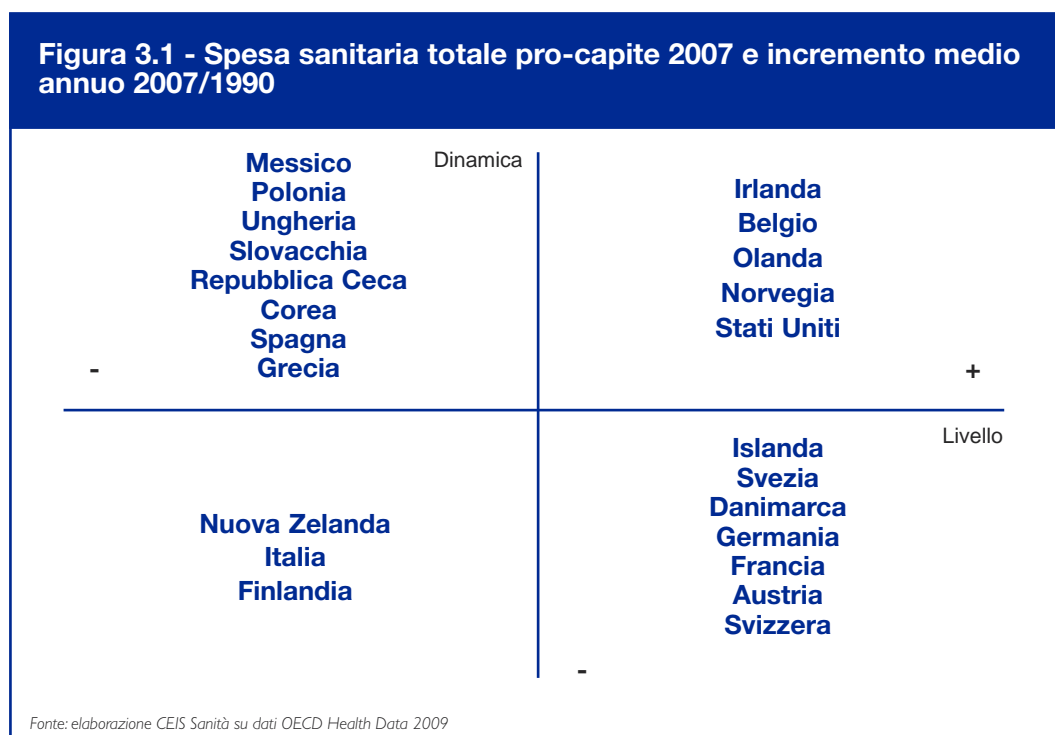 Figura 3.1 - Spesa sanitaria totale pro-capite 2007 e incremento medio
annuo 2007/1990
Dinamica
Messico
Polonia
Ungheria
Slovacchia
Repubblica Ceca
Corea
Spagna
Grecia
-
Irlanda
Belgio
Olanda
Norvegia
Stati Uniti
+
Livello
Nuova Zelanda
Italia
Finlandia
Islanda
Svezia
Danimarca
Germania
Francia
Austria
Svizzera
-
Fonte: elaborazione CEIS Sanità su dati OECD Health Data 2009